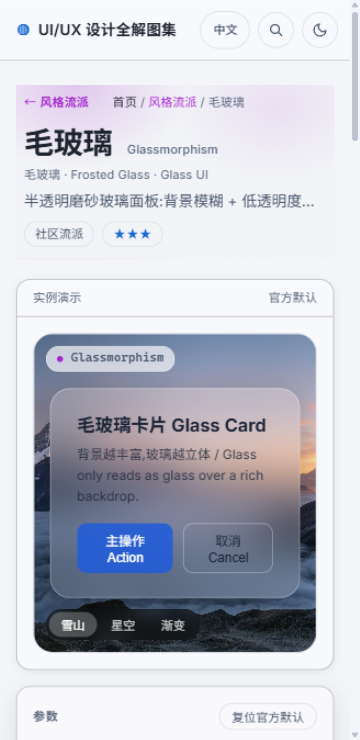 UI/UX 设计全解图集 中文
← 风格流派 首页 / 风格流派 / 毛玻璃
毛玻璃 Glassmorphism
毛玻璃 · Frosted Glass · Glass UI
半透明磨砂玻璃面板:背景模糊 + 低透明度...
社区流派 ★★★
实例演示 官方默认
Glassmorphism
毛玻璃卡片 Glass Card
背景越丰富,玻璃越立体 / Glass
only reads as glass over a rich
backdrop.
主操作
Action
取消
Cancel
雪山 星空 渐变
参数 复位官方默认